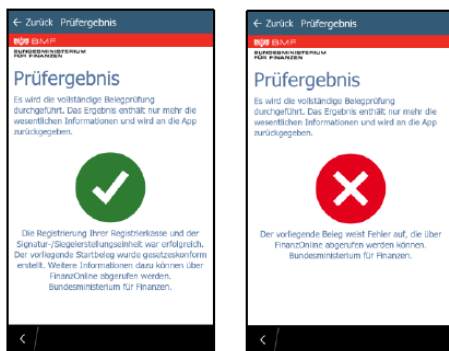 ← Zurück Prüfergebnis
BMF
BUNDESMINISTERIUM
FÜR FINANZEN
Prüfergebnis
Es wird die vollständige Belegprüfung
durchgeführt. Das Ergebnis enthält nur mehr die
wesentlichen Informationen und wird an die App
zurückgegeben.
Die Registrierung Ihrer Registrierkasse und der
Signatur-/Siegelerstellungseinheit war erfolgreich.
Der vorliegende Startbeleg wurde gesetzeskonform
erstellt. Weitere Informationen dazu können über
FinanzOnline abgerufen werden.
Bundesministerium für Finanzen.
← Zurück Prüfergebnis
BMF
BUNDESMINISTERIUM
FÜR FINANZEN
Prüfergebnis
Es wird die vollständige Belegprüfung
durchgeführt. Das Ergebnis enthält nur mehr die
wesentlichen Informationen und wird an die App
zurückgegeben.
Der vorliegende Beleg weist Fehler auf, die über
FinanzOnline abgerufen werden können.
Bundesministerium für Finanzen.